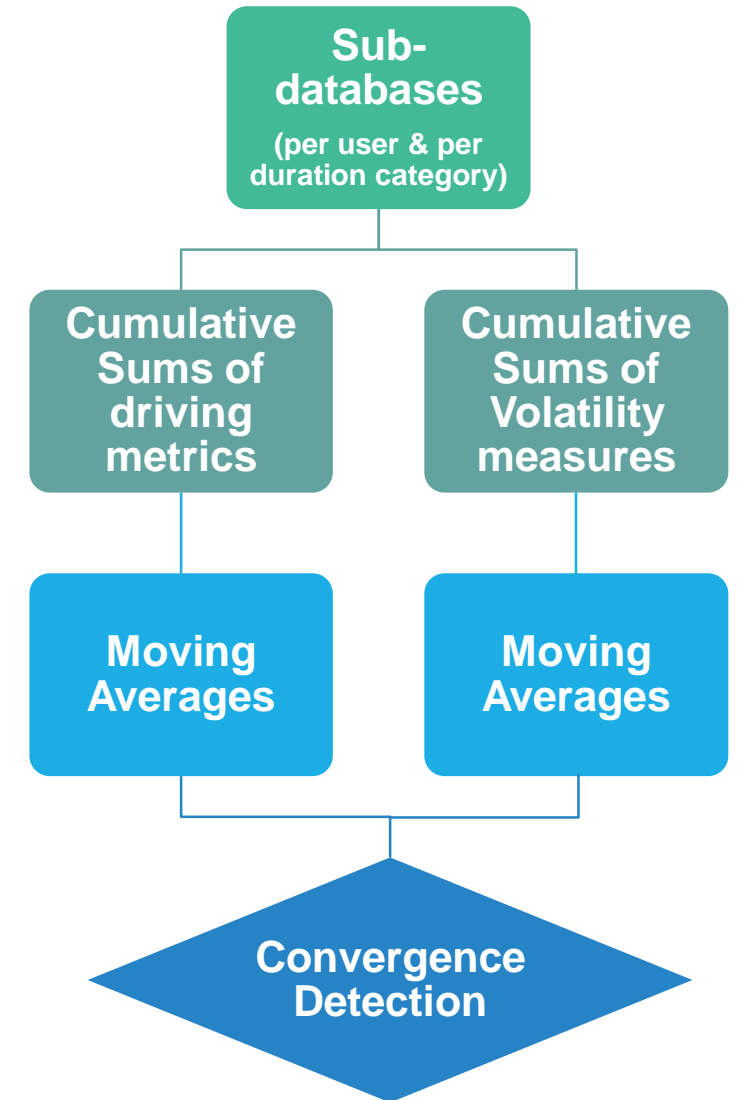 Sub-
databases
(per user & per
duration category)
Cumulative
Sums of
driving
metrics
Cumulative
Sums of
Volatility
measures
Moving
Averages
Moving
Averages
Convergence
Detection